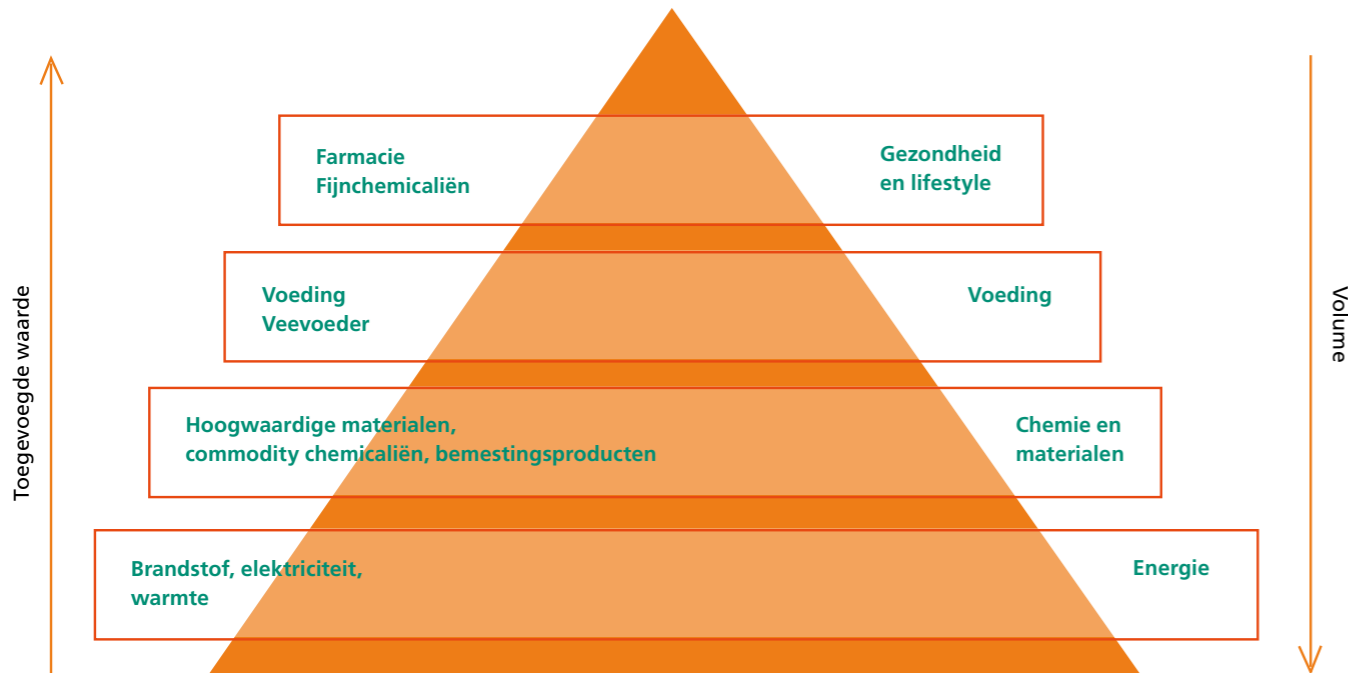 Toegevoegde waarde
Farmacie
Fijnchemicaliën
Gezondheid
en lifestyle
Voeding
Veevoeder
Voeding
Hoogwaardige materialen,
commodity chemicaliën, bemestingsproducten
Chemie en
materialen
Brandstof, elektriciteit,
warmte
Energie
Volume